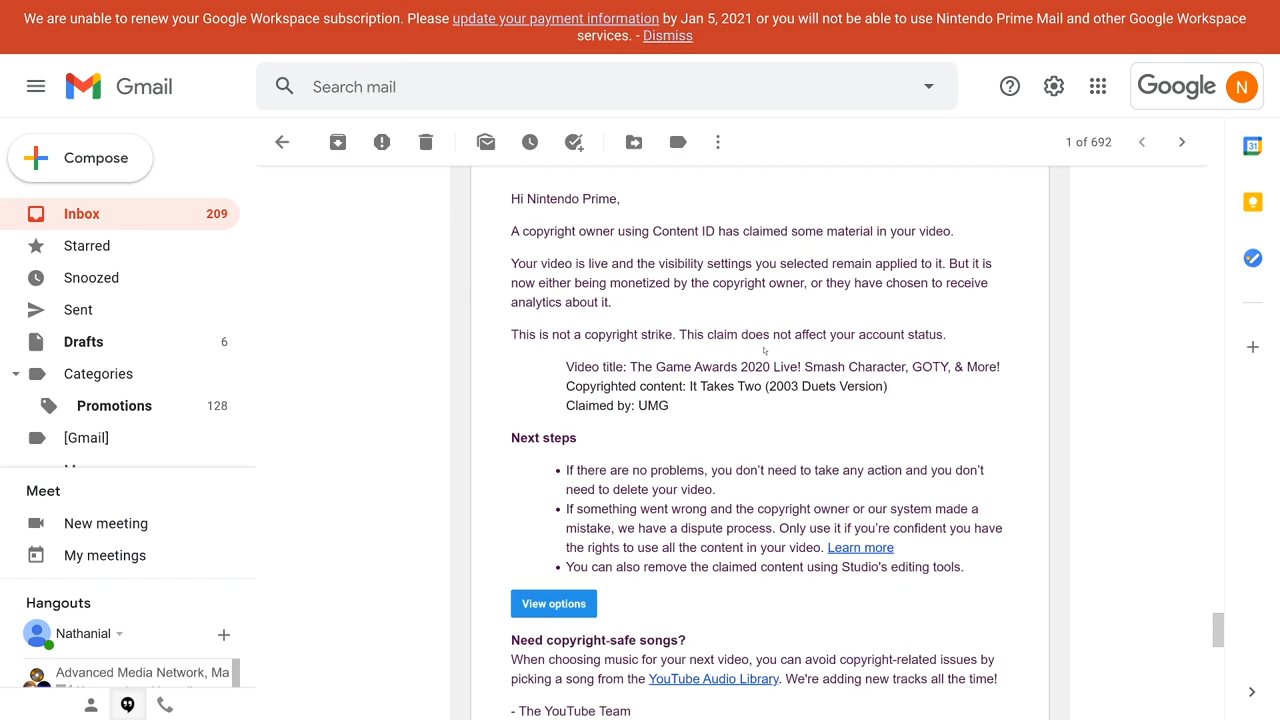 We are unable to renew your Google Workspace subscription. Please update your payment information by Jan 5, 2021 or you will not be able to use Nintendo Prime Mail and other Google Workspace
services. - Dismiss
Gmail
Search mail
Google
N
Compose
1 of 692
31
Inbox 209
Starred
Snoozed
Sent
Drafts 6
Categories
Promotions 128
[Gmail]
Meet
New meeting
My meetings
Hangouts
Nathanial
Advanced Media Network, Ma
Hi Nintendo Prime,
A copyright owner using Content ID has claimed some material in your video.
Your video is live and the visibility settings you selected remain applied to it. But it is
now either being monetized by the copyright owner, or they have chosen to receive
analytics about it.
This is not a copyright strike. This claim does not affect your account status.
Video title: The Game Awards 2020 Live! Smash Character, GOTY, & More!
Copyrighted content: It Takes Two (2003 Duets Version)
Claimed by: UMG
Next steps
• If there are no problems, you don’t need to take any action and you don’t
need to delete your video.
• If something went wrong and the copyright owner or our system made a
mistake, we have a dispute process. Only use it if you’re confident you have
the rights to use all the content in your video. Learn more
• You can also remove the claimed content using Studio's editing tools.
View options
Need copyright-safe songs?
When choosing music for your next video, you can avoid copyright-related issues by
picking a song from the YouTube Audio Library. We're adding new tracks all the time!
- The YouTube Team